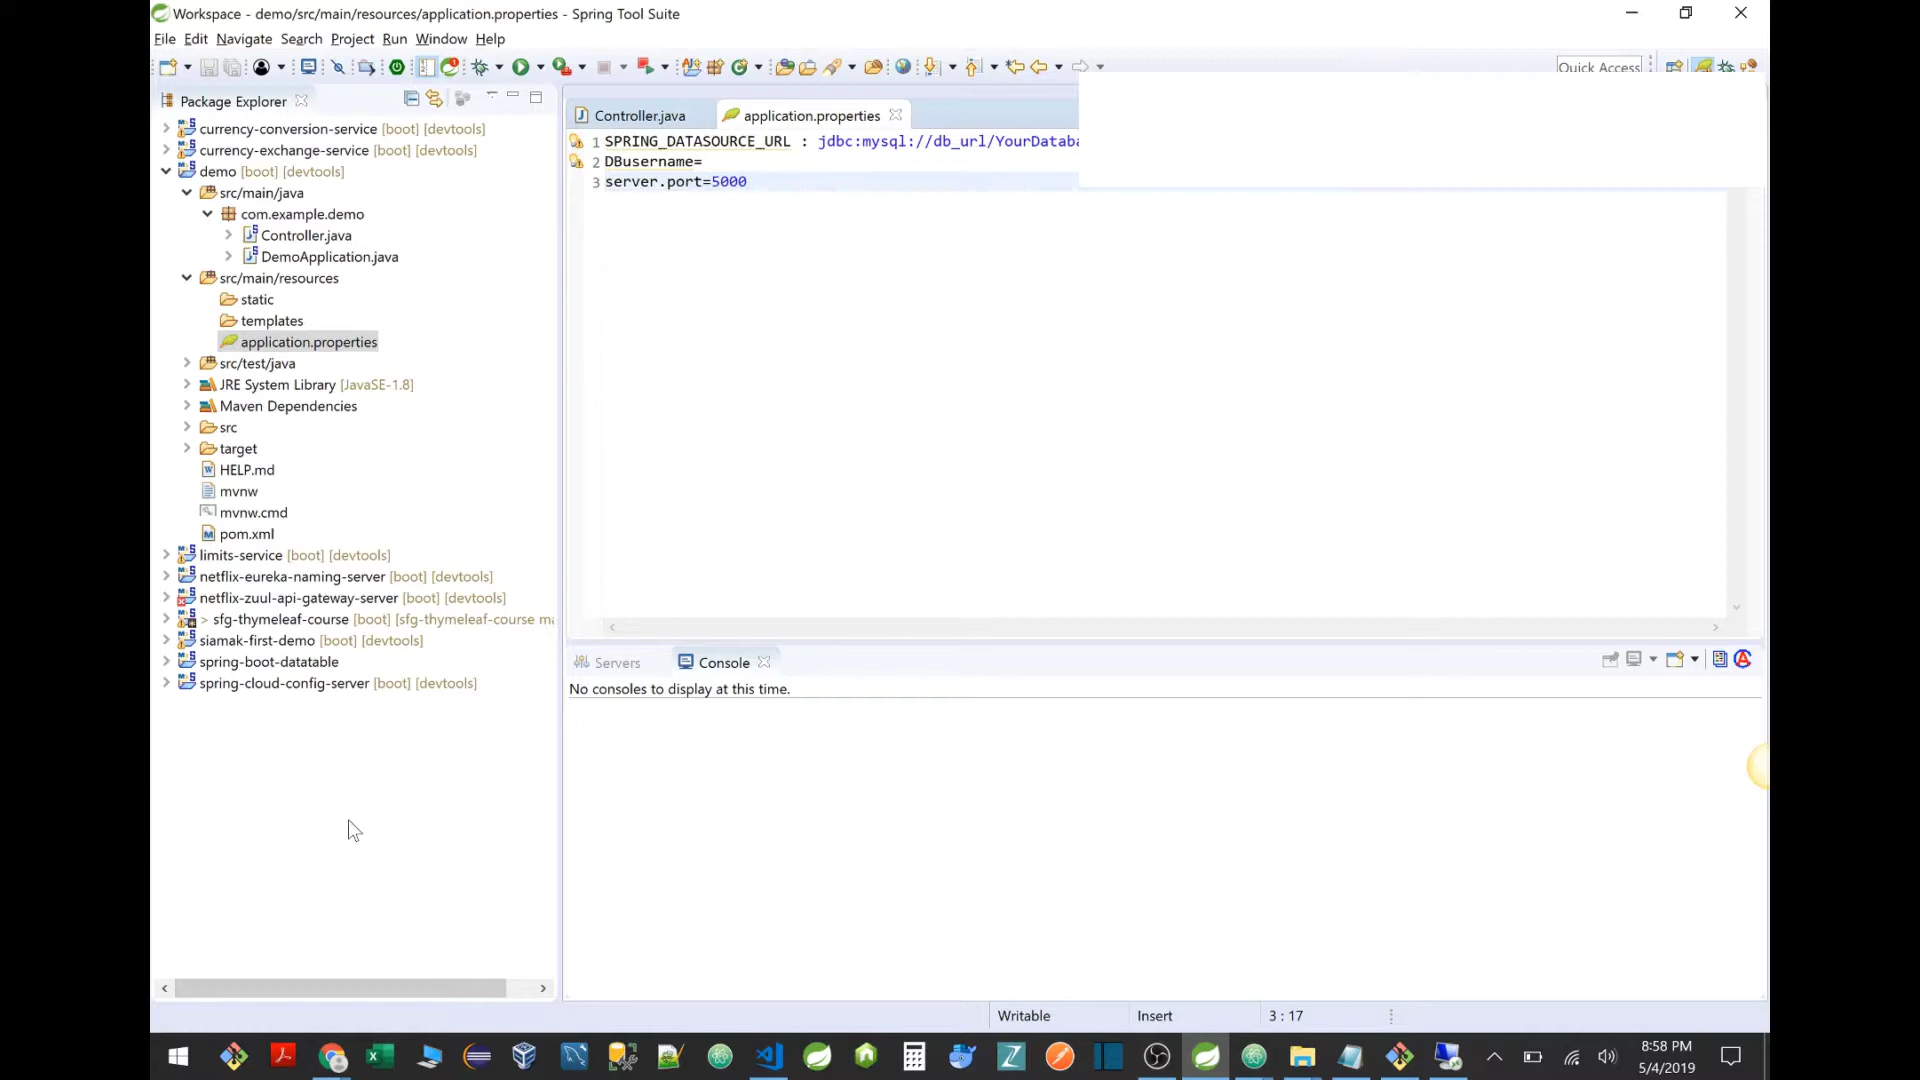 Workspace - demo/src/main/resources/application.properties - Spring Tool Suite
File Edit Navigate Search Project Run Window Help
Quick Access
Package Explorer
currency-conversion-service [boot] [devtools]
currency-exchange-service [boot] [devtools]
demo [boot] [devtools]
src/main/java
com.example.demo
Controller.java
DemoApplication.java
src/main/resources
static
templates
application.properties
src/test/java
JRE System Library [JavaSE-1.8]
Maven Dependencies
src
target
HELP.md
mvnw
mvnw.cmd
pom.xml
limits-service [boot] [devtools]
netflix-eureka-naming-server [boot] [devtools]
netflix-zuul-api-gateway-server [boot] [devtools]
> sfg-thymeleaf-course [boot] [sfg-thymeleaf-course ma
siamak-first-demo [boot] [devtools]
spring-boot-datatable
spring-cloud-config-server [boot] [devtools]
Controller.java application.properties
1 SPRING_DATASOURCE_URL : jdbc:mysql://db_url/YourDataba
2 DBusername=
3 server.port=5000
Servers Console
No consoles to display at this time.
Writable Insert 3 : 17
8:58 PM
5/4/2019